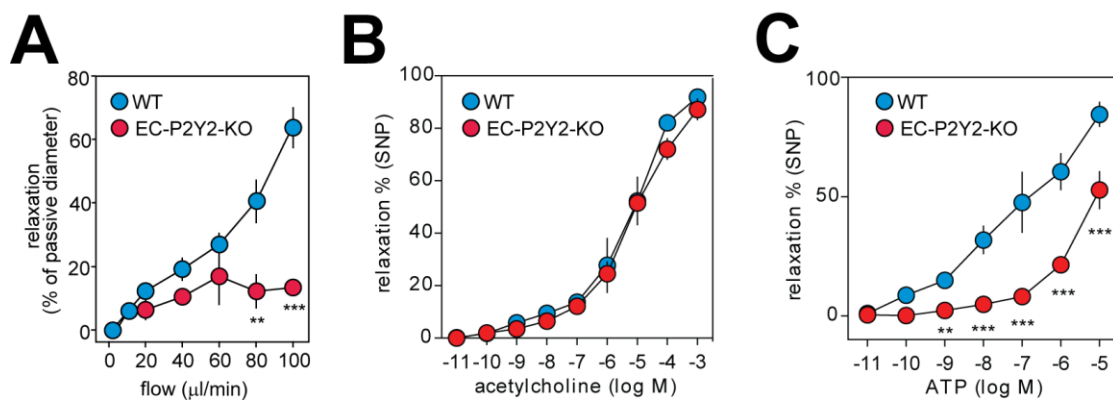 A
80
60
40
20
0
relaxation
(% of passive diameter)
WT
EC-P2Y2-KO
**
***
0 20 40 60 80 100
flow (µl/min)
B
100
80
60
40
20
0
relaxation % (SNP)
WT
EC-P2Y2-KO
-11 -10 -9 -8 -7 -6 -5 -4 -3
acetylcholine (log M)
C
100
50
0
relaxation % (SNP)
WT
EC-P2Y2-KO
** *** *** *** ***
-11 -10 -9 -8 -7 -6 -5
ATP (log M)